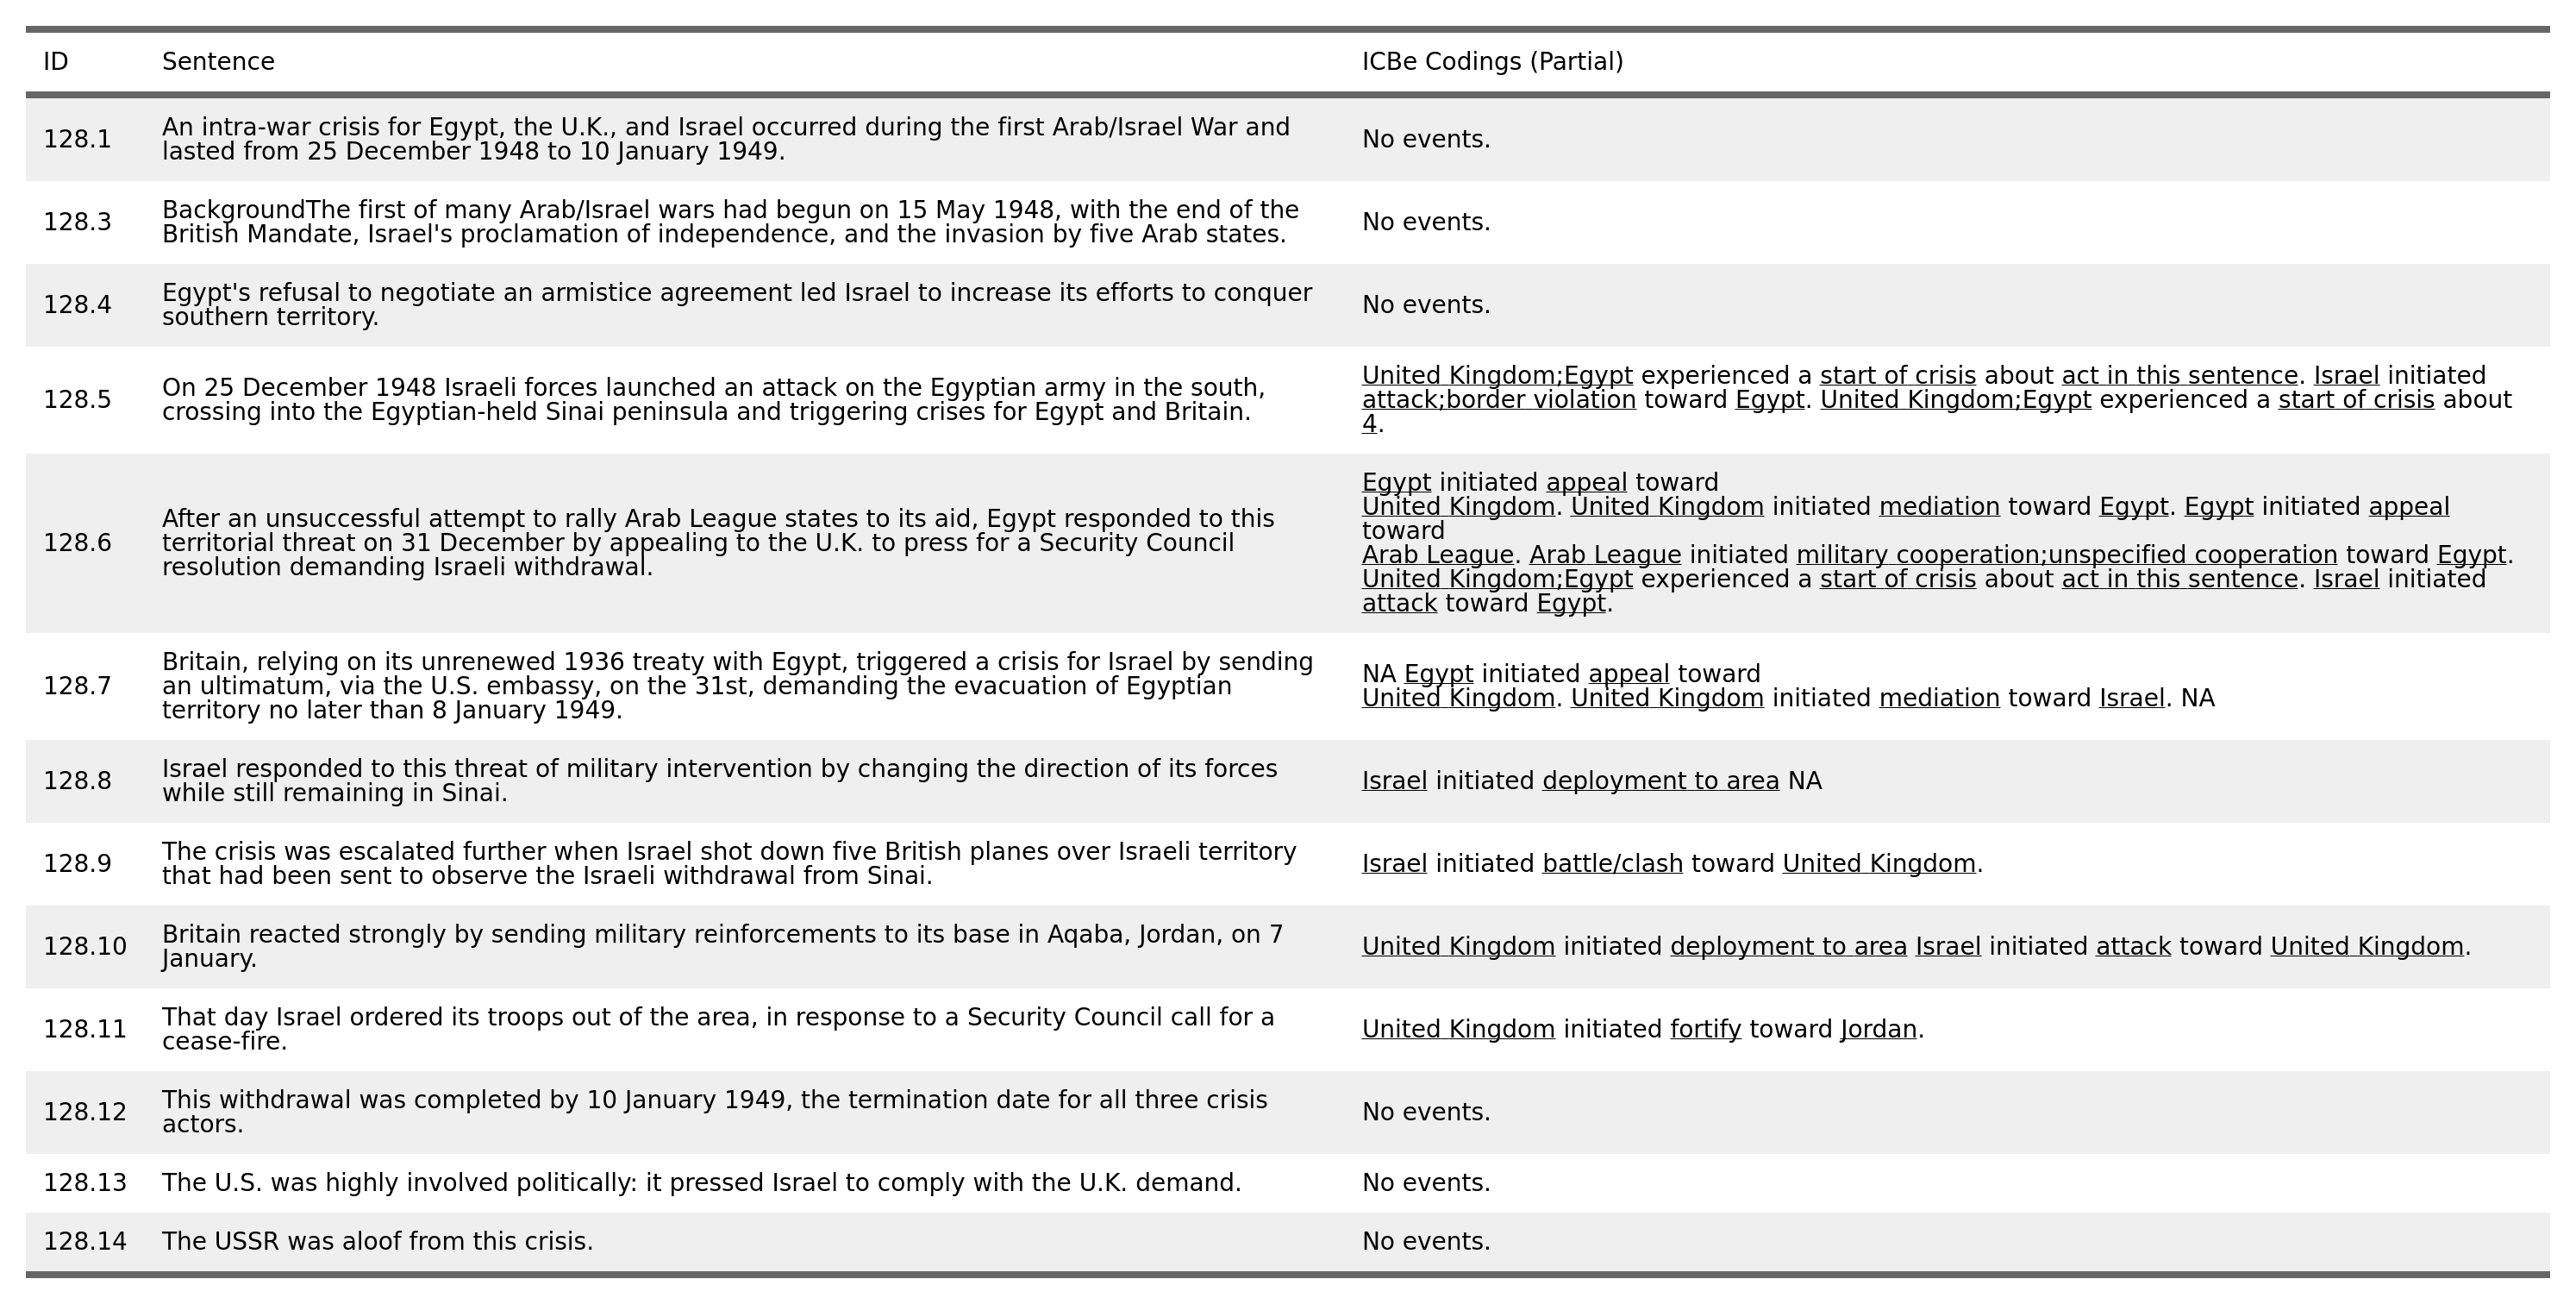 ID Sentence ICBe Codings (Partial)
128.1 An intra-war crisis for Egypt, the U.K., and Israel occurred during the first Arab/Israel War and
lasted from 25 December 1948 to 10 January 1949.
No events.
128.3 BackgroundThe first of many Arab/Israel wars had begun on 15 May 1948, with the end of the
British Mandate, Israel's proclamation of independence, and the invasion by five Arab states.
No events.
128.4 Egypt's refusal to negotiate an armistice agreement led Israel to increase its efforts to conquer
southern territory.
No events.
128.5 On 25 December 1948 Israeli forces launched an attack on the Egyptian army in the south,
crossing into the Egyptian-held Sinai peninsula and triggering crises for Egypt and Britain.
United Kingdom;Egypt experienced a start of crisis about act in this sentence. Israel initiated
attack;border violation toward Egypt. United Kingdom;Egypt experienced a start of crisis about
4.
128.6 After an unsuccessful attempt to rally Arab League states to its aid, Egypt responded to this
territorial threat on 31 December by appealing to the U.K. to press for a Security Council
resolution demanding Israeli withdrawal.
Egypt initiated appeal toward
United Kingdom. United Kingdom initiated mediation toward Egypt. Egypt initiated appeal
toward
Arab League. Arab League initiated military cooperation;unspecified cooperation toward Egypt.
United Kingdom;Egypt experienced a start of crisis about act in this sentence. Israel initiated
attack toward Egypt.
128.7 Britain, relying on its unrenewed 1936 treaty with Egypt, triggered a crisis for Israel by sending
an ultimatum, via the U.S. embassy, on the 31st, demanding the evacuation of Egyptian
territory no later than 8 January 1949.
NA Egypt initiated appeal toward
United Kingdom. United Kingdom initiated mediation toward Israel. NA
128.8 Israel responded to this threat of military intervention by changing the direction of its forces
while still remaining in Sinai.
Israel initiated deployment to area NA
128.9 The crisis was escalated further when Israel shot down five British planes over Israeli territory
that had been sent to observe the Israeli withdrawal from Sinai.
Israel initiated battle/clash toward United Kingdom.
128.10 Britain reacted strongly by sending military reinforcements to its base in Aqaba, Jordan, on 7
January.
United Kingdom initiated deployment to area Israel initiated attack toward United Kingdom.
128.11 That day Israel ordered its troops out of the area, in response to a Security Council call for a
cease-fire.
United Kingdom initiated fortify toward Jordan.
128.12 This withdrawal was completed by 10 January 1949, the termination date for all three crisis
actors.
No events.
128.13 The U.S. was highly involved politically: it pressed Israel to comply with the U.K. demand.
No events.
128.14 The USSR was aloof from this crisis.
No events.